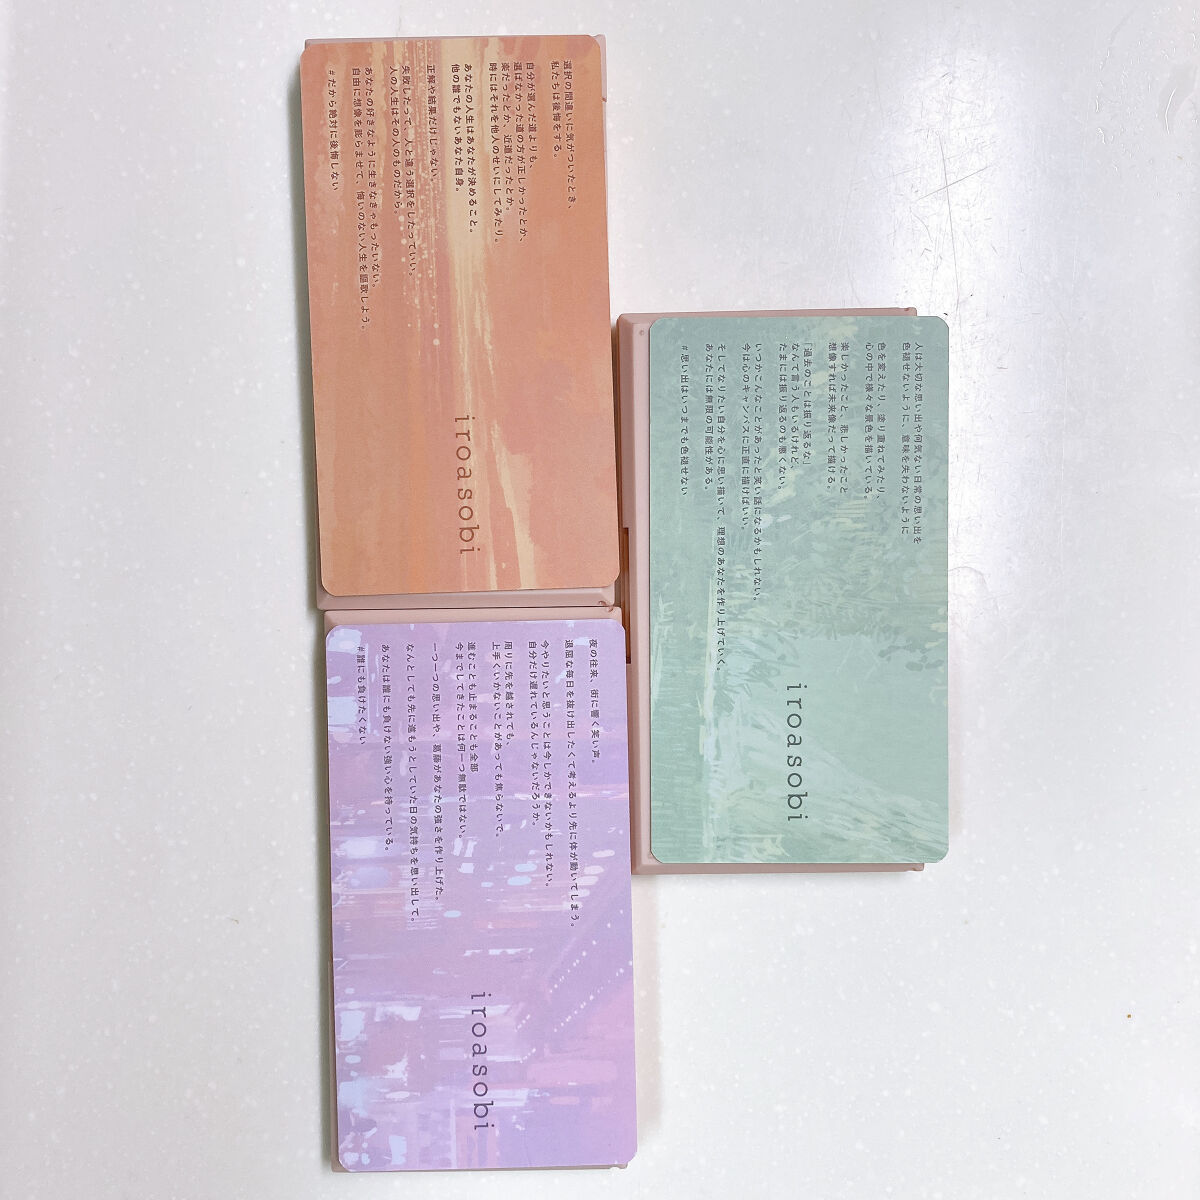 選択の間違いに気がついたとき、
私たちは後悔をする。
自分が選んだ道よりも、
選ばなかった道の方が正しかったとか、
楽だったとか、近道だったとか。
時にはそれを他人のせいにしてみたり。
あなたの人生はあなたが決めること。
他の誰でもないあなた自身。
正解や結果だけじゃない、
失敗したって、人と違う選択をしたっていい。
人の人生はその人のものだから。
あなたの好きなように生きなきゃもったいない。
自由に想像を膨らませて、悔いのない人生を謳歌しよう。
#だから絶対に後悔しない
iroasobi
人は大切な思い出や何気ない日常の思い出を
色褪せないように、意味を失わないように
色を変えたり、塗り重ねてみたり、
心の中で様々な景色を描いている。
楽しかったこと、悲しかったこと
想像すれば未来像だって描ける。
「過去のことは振り返るな」
なんて言う人もいるけれど、
たまには振り返るのも悪くない。
いつかこんなことがあったと笑い話になるかもしれない。
今は心のキャンバスに正直に描けばいい。
そしてなりたい自分を心に思い描いて、理想のあなたを作り上げていく。
あなたには無限の可能性がある。
#思い出はいつまでも色褪せない
iroasobi
夜の往来、街に響く笑い声。
退屈な毎日を抜け出したくて考えるより先に体が動いてしまう。
今やりたいと思うことは今しかできないかもしれない。
自分だけ遅れているんじゃないだろうか。
周りに先を越されても、
上手くいかないことがあっても焦らないで。
進むことも止まることも全部
今までしてきたことは何一つ無駄ではない。
一つ一つの思い出や、葛藤があなたの強さを作り上げた。
なんとしても先に進もうとしていた日の気持ちを思い出して。
あなたは誰にも負けない強い心を持っている。
#誰にも負けたくない
iroasobi